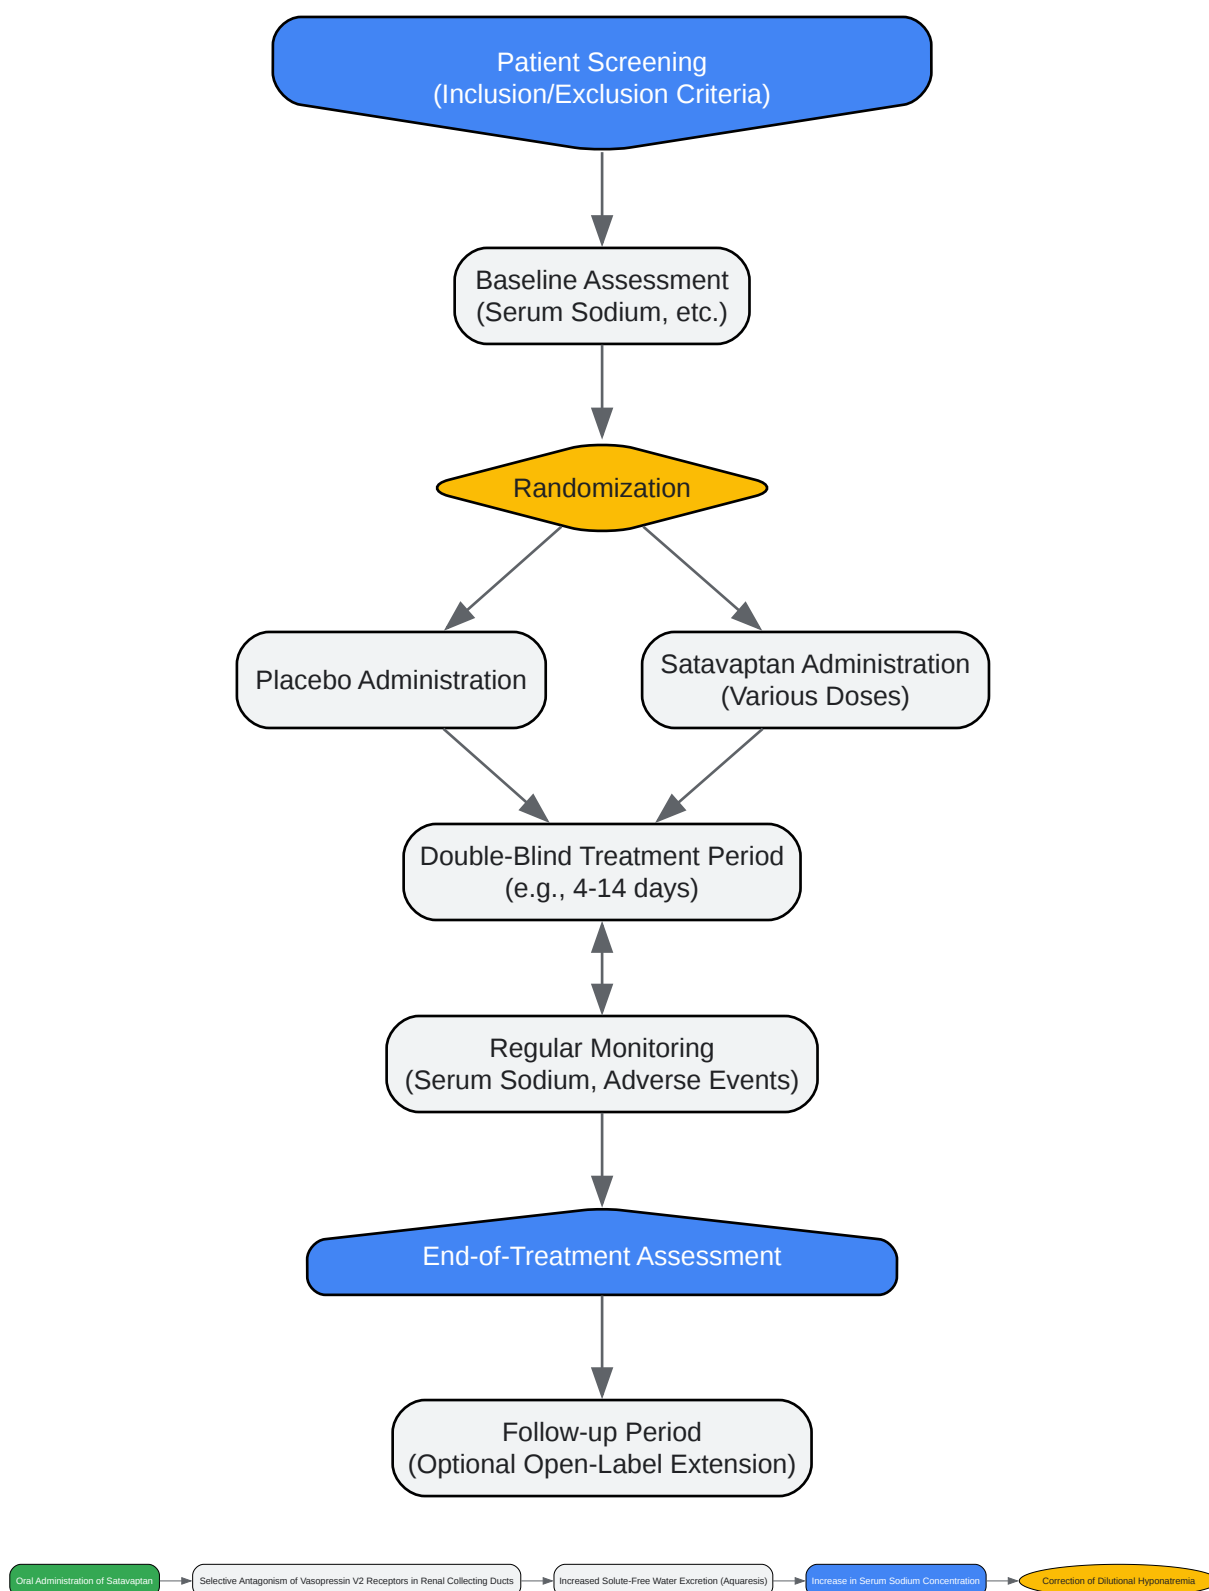 Patient Screening
(Inclusion/Exclusion Criteria)
Baseline Assessment
(Serum Sodium, etc.)
Randomization
Placebo Administration
Satavaptan Administration
(Various Doses)
Double-Blind Treatment Period
(e.g., 4-14 days)
Regular Monitoring
(Serum Sodium, Adverse Events)
End-of-Treatment Assessment
Follow-up Period
(Optional Open-Label Extension)
Oral Administration of Satavaptan
Selective Antagonism of Vasopressin V2 Receptors in Renal Collecting Ducts
Increased Solute-Free Water Excretion (Aquaresis)
Increase in Serum Sodium Concentration
Correction of Dilutional Hyponatremia